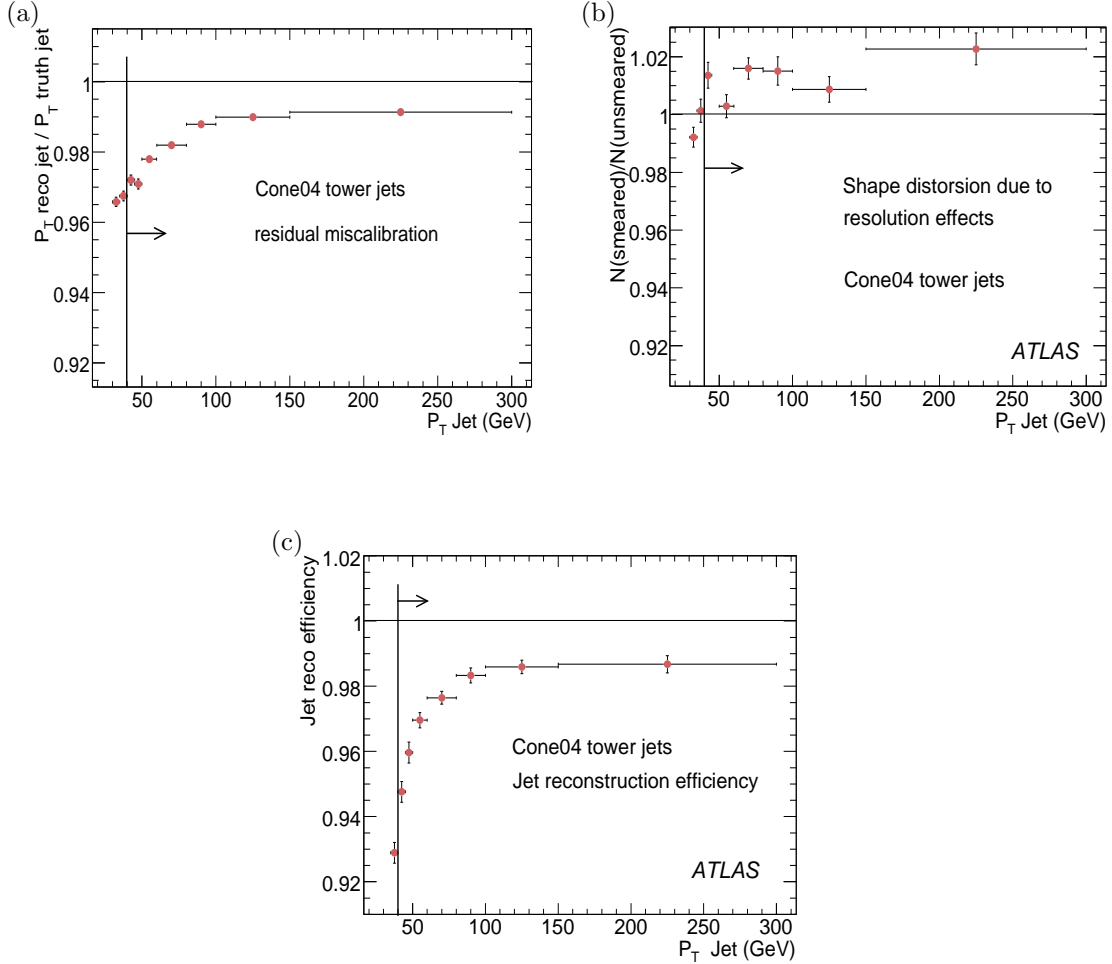 (a)
P_T reco jet / P_T truth jet
1
0.98
0.96
0.94
0.92
Cone04 tower jets
residual miscalibration
50 100 150 200 250 300
P_T Jet (GeV)
(b)
N(smeared)/N(unsmeared)
1.02
1
0.98
0.96
0.94
0.92
Shape distorsion due to
resolution effects
Cone04 tower jets
ATLAS
50 100 150 200 250 300
P_T Jet (GeV)
(c)
Jet reco efficiency
1.02
1
0.98
0.96
0.94
0.92
Cone04 tower jets
Jet reconstruction efficiency
ATLAS
50 100 150 200 250 300
P_T Jet (GeV)